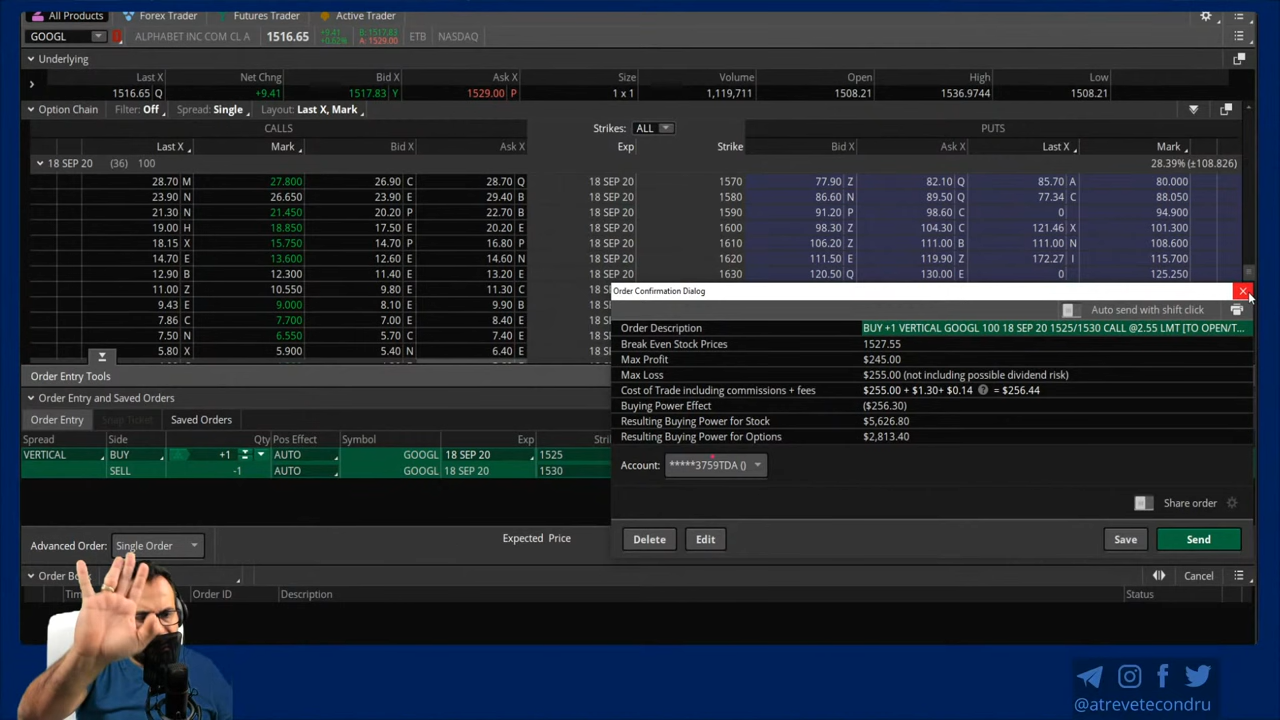 All Products Forex Trader Futures Trader Active Trader
GOOGL ALPHABET INC COM CL A 1516.65 +9.41 +0.62% B: 1517.83 A: 1529.00 ETB NASDAQ
Underlying
Last X Net Chng Bid X Ask X Size Volume Open High Low
1516.65 Q +9.41 1517.83 Y 1529.00 P 1 x 1 1,119,711 1508.21 1536.9744 1508.21
Option Chain Filter: Off Spread: Single Layout: Last X, Mark
CALLS Strikes: ALL PUTS
Last X Mark Bid X Ask X Exp Strike Bid X Ask X Last X Mark
18 SEP 20 (36) 100 28.39% (±108.826)
28.70 M 27.800 26.90 C 28.70 Q 18 SEP 20 1570 77.90 Z 82.10 Q 85.70 A 80.000
23.90 N 26.650 23.90 E 29.40 B 18 SEP 20 1580 86.60 N 89.50 Q 77.34 C 88.050
21.30 N 21.450 20.20 P 22.70 B 18 SEP 20 1590 91.20 P 98.60 C 0 94.900
19.00 H 18.850 17.50 E 20.20 E 18 SEP 20 1600 98.30 Z 104.30 C 121.46 X 101.300
18.15 X 15.750 14.70 P 16.80 P 18 SEP 20 1610 106.20 Z 111.00 B 111.00 N 108.600
14.70 E 13.600 12.60 E 14.60 N 18 SEP 20 1620 111.50 E 119.90 Z 172.27 I 115.700
12.90 B 12.300 11.40 E 13.20 E 18 SEP 20 1630 120.50 Q 130.00 E 0 125.250
11.00 Z 10.550 9.80 E 11.30 C
9.43 E 9.000 8.10 E 9.90 B
7.86 C 7.700 7.00 E 8.40 E
7.50 N 6.550 5.70 E 7.40 E
5.80 X 5.900 5.40 N 6.40 E
Order Confirmation Dialog
Auto send with shift click
Order Description BUY +1 VERTICAL GOOGL 100 18 SEP 20 1525/1530 CALL @2.55 LMT [TO OPEN/T...
Break Even Stock Prices 1527.55
Max Profit $245.00
Max Loss $255.00 (not including possible dividend risk)
Cost of Trade including commissions + fees $255.00 + $1.30+ $0.14 = $256.44
Buying Power Effect ($256.30)
Resulting Buying Power for Stock $5,626.80
Resulting Buying Power for Options $2,813.40
Account: *****3759TDA ()
Share order
Delete Edit Save Send
Order Entry Tools
Order Entry and Saved Orders
Order Entry Snap Ticket Saved Orders
Spread Side Qty Pos Effect Symbol Exp Stri
VERTICAL BUY +1 AUTO GOOGL 18 SEP 20 1525
SELL -1 AUTO GOOGL 18 SEP 20 1530
Advanced Order: Single Order Expected Price
Order Bo Cancel
Tim Order ID Description Status
@atrevetecondru